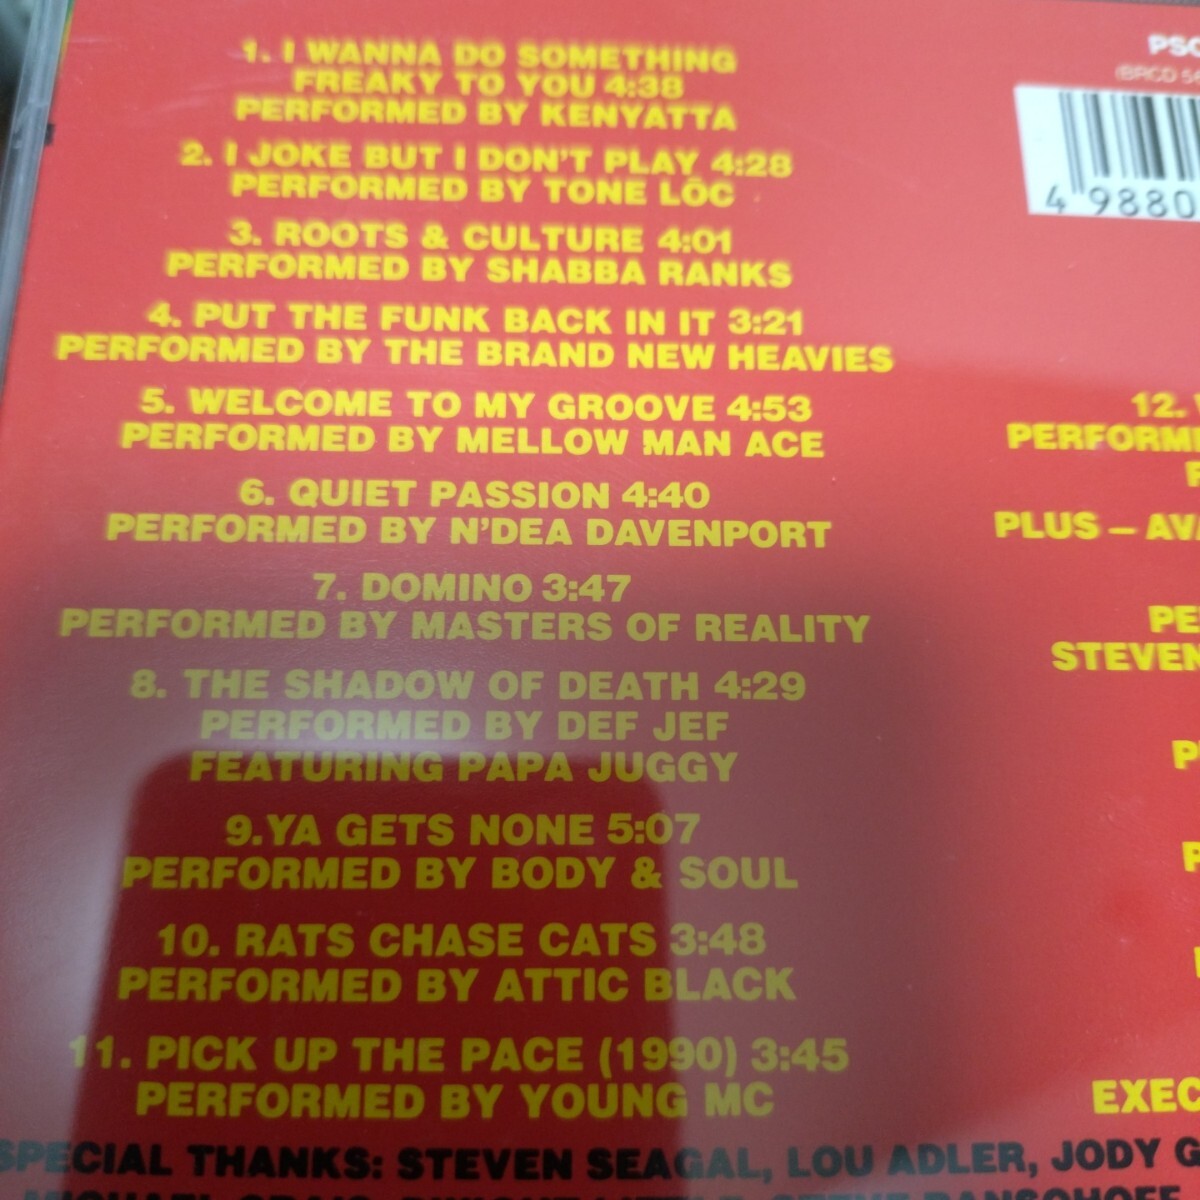 1. I WANNA DO SOMETHING
FREAKY TO YOU 4:38
PERFORMED BY KENYATTA
2. I JOKE BUT I DON'T PLAY 4:28
PERFORMED BY TONE LŌC
3. ROOTS & CULTURE 4:01
PERFORMED BY SHABBA RANKS
4. PUT THE FUNK BACK IN IT 3:21
PERFORMED BY THE BRAND NEW HEAVIES
5. WELCOME TO MY GROOVE 4:53
PERFORMED BY MELLOW MAN ACE
6. QUIET PASSION 4:40
PERFORMED BY N'DEA DAVENPORT
7. DOMINO 3:47
PERFORMED BY MASTERS OF REALITY
8. THE SHADOW OF DEATH 4:29
PERFORMED BY DEF JEF
FEATURING PAPA JUGGY
9.YA GETS NONE 5:07
PERFORMED BY BODY & SOUL
10. RATS CHASE CATS 3:48
PERFORMED BY ATTIC BLACK
11. PICK UP THE PACE (1990) 3:45
PERFORMED BY YOUNG MC
(BRCD
4 9880
12.
PLUS –
STEVEN
SPECIAL THANKS: STEVEN SEAGAL, LOU ADLER, JODY